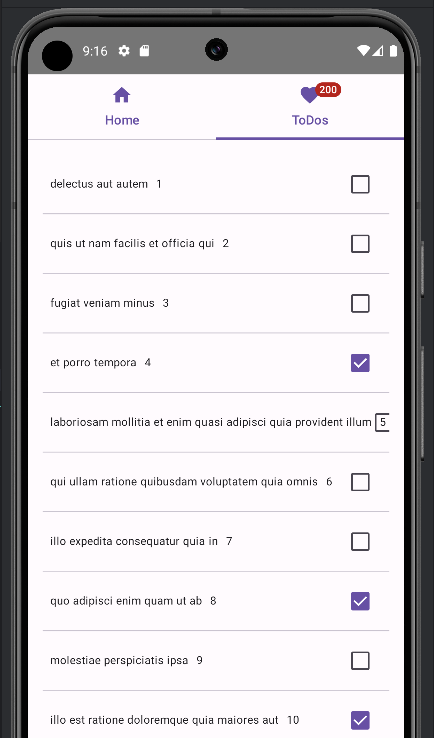 9:16
200
Home ToDos
delectus aut autem 1
quis ut nam facilis et officia qui 2
fugiat veniam minus 3
et porro tempora 4
laboriosam mollitia et enim quasi adipisci quia provident illum 5
qui ullam ratione quibusdam voluptatem quia omnis 6
illo expedita consequatur quia in 7
quo adipisci enim quam ut ab 8
molestiae perspiciatis ipsa 9
illo est ratione doloremque quia maiores aut 10